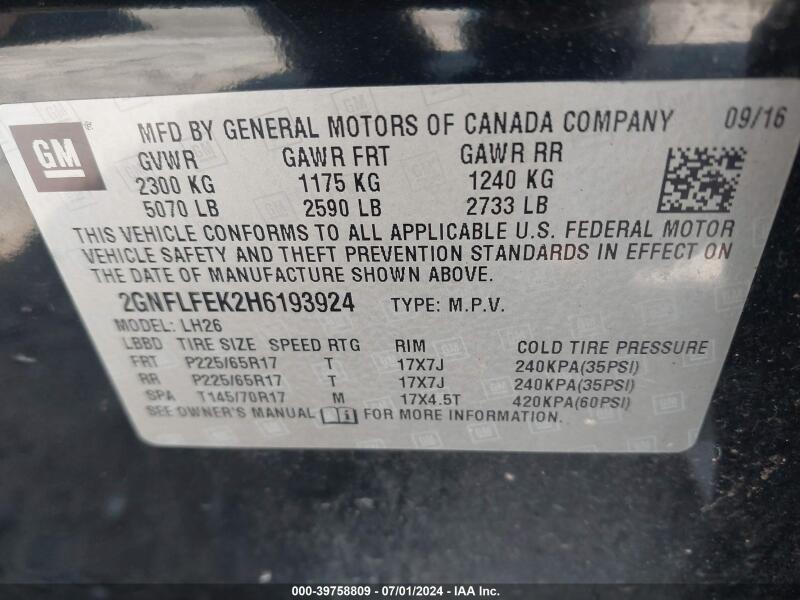 GM ® MFD BY GENERAL MOTORS OF CANADA COMPANY 09/16
GVWR GAWR FRT GAWR RR
2300 KG 1175 KG 1240 KG
5070 LB 2590 LB 2733 LB
THIS VEHICLE CONFORMS TO ALL APPLICABLE U.S. FEDERAL MOTOR
VEHICLE SAFETY AND THEFT PREVENTION STANDARDS IN EFFECT ON
THE DATE OF MANUFACTURE SHOWN ABOVE.
2GNFLFEK2H6193924 TYPE: M.P.V.
MODEL: LH26
LBBD TIRE SIZE SPEED RTG RIM COLD TIRE PRESSURE
FRT P225/65R17 T 17X7J 240KPA(35PSI)
RR P225/65R17 T 17X7J 240KPA(35PSI)
SPA T145/70R17 M 17X4.5T 420KPA(60PSI)
SEE OWNER'S MANUAL FOR MORE INFORMATION.
000-39758809 - 07/01/2024 - IAA Inc.